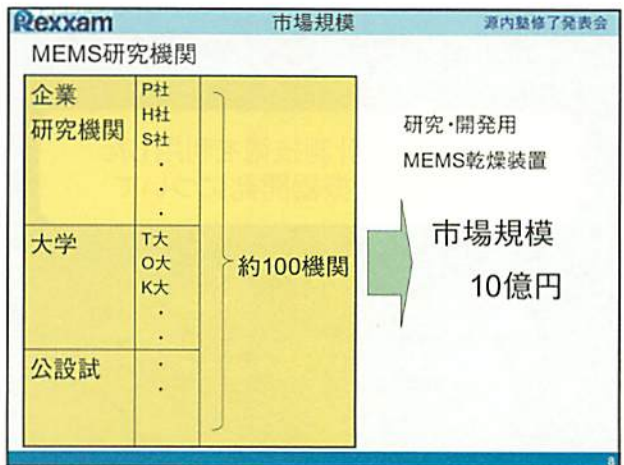 Rexxam
市場規模
源内塾修了発表会
MEMS研究機関
企業
研究機関
P社
H社
S社
・
・
・
大学
T大
O大
K大
・
・
公設試
・
・
約100機関
研究・開発用
MEMS乾燥装置
市場規模
10億円
8